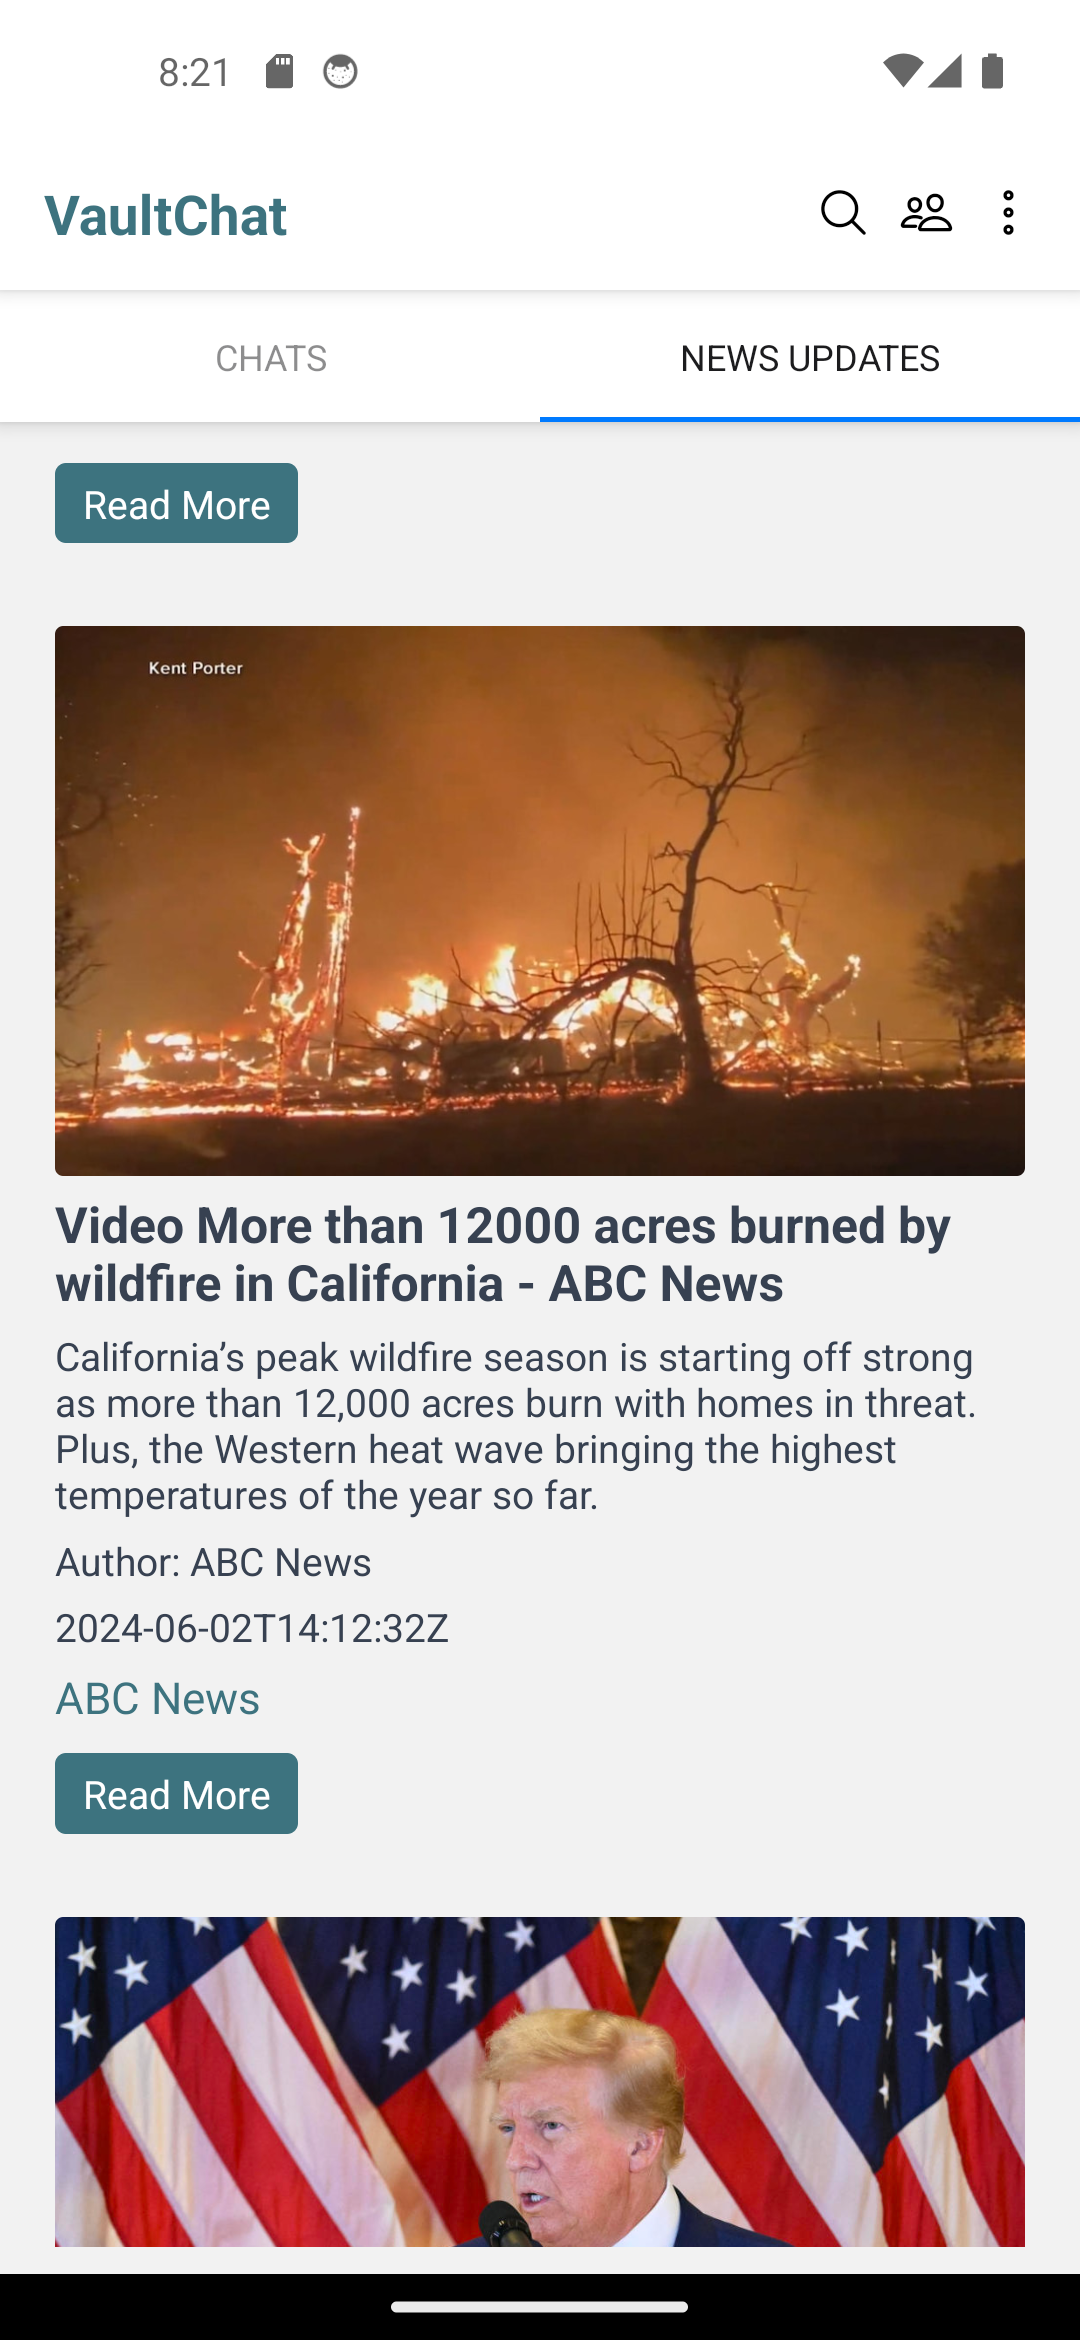 8:21
VaultChat
CHATS
NEWS UPDATES
Read More
Kent Porter
Video More than 12000 acres burned by
wildfire in California - ABC News
California’s peak wildfire season is starting off strong
as more than 12,000 acres burn with homes in threat.
Plus, the Western heat wave bringing the highest
temperatures of the year so far.
Author: ABC News
2024-06-02T14:12:32Z
ABC News
Read More